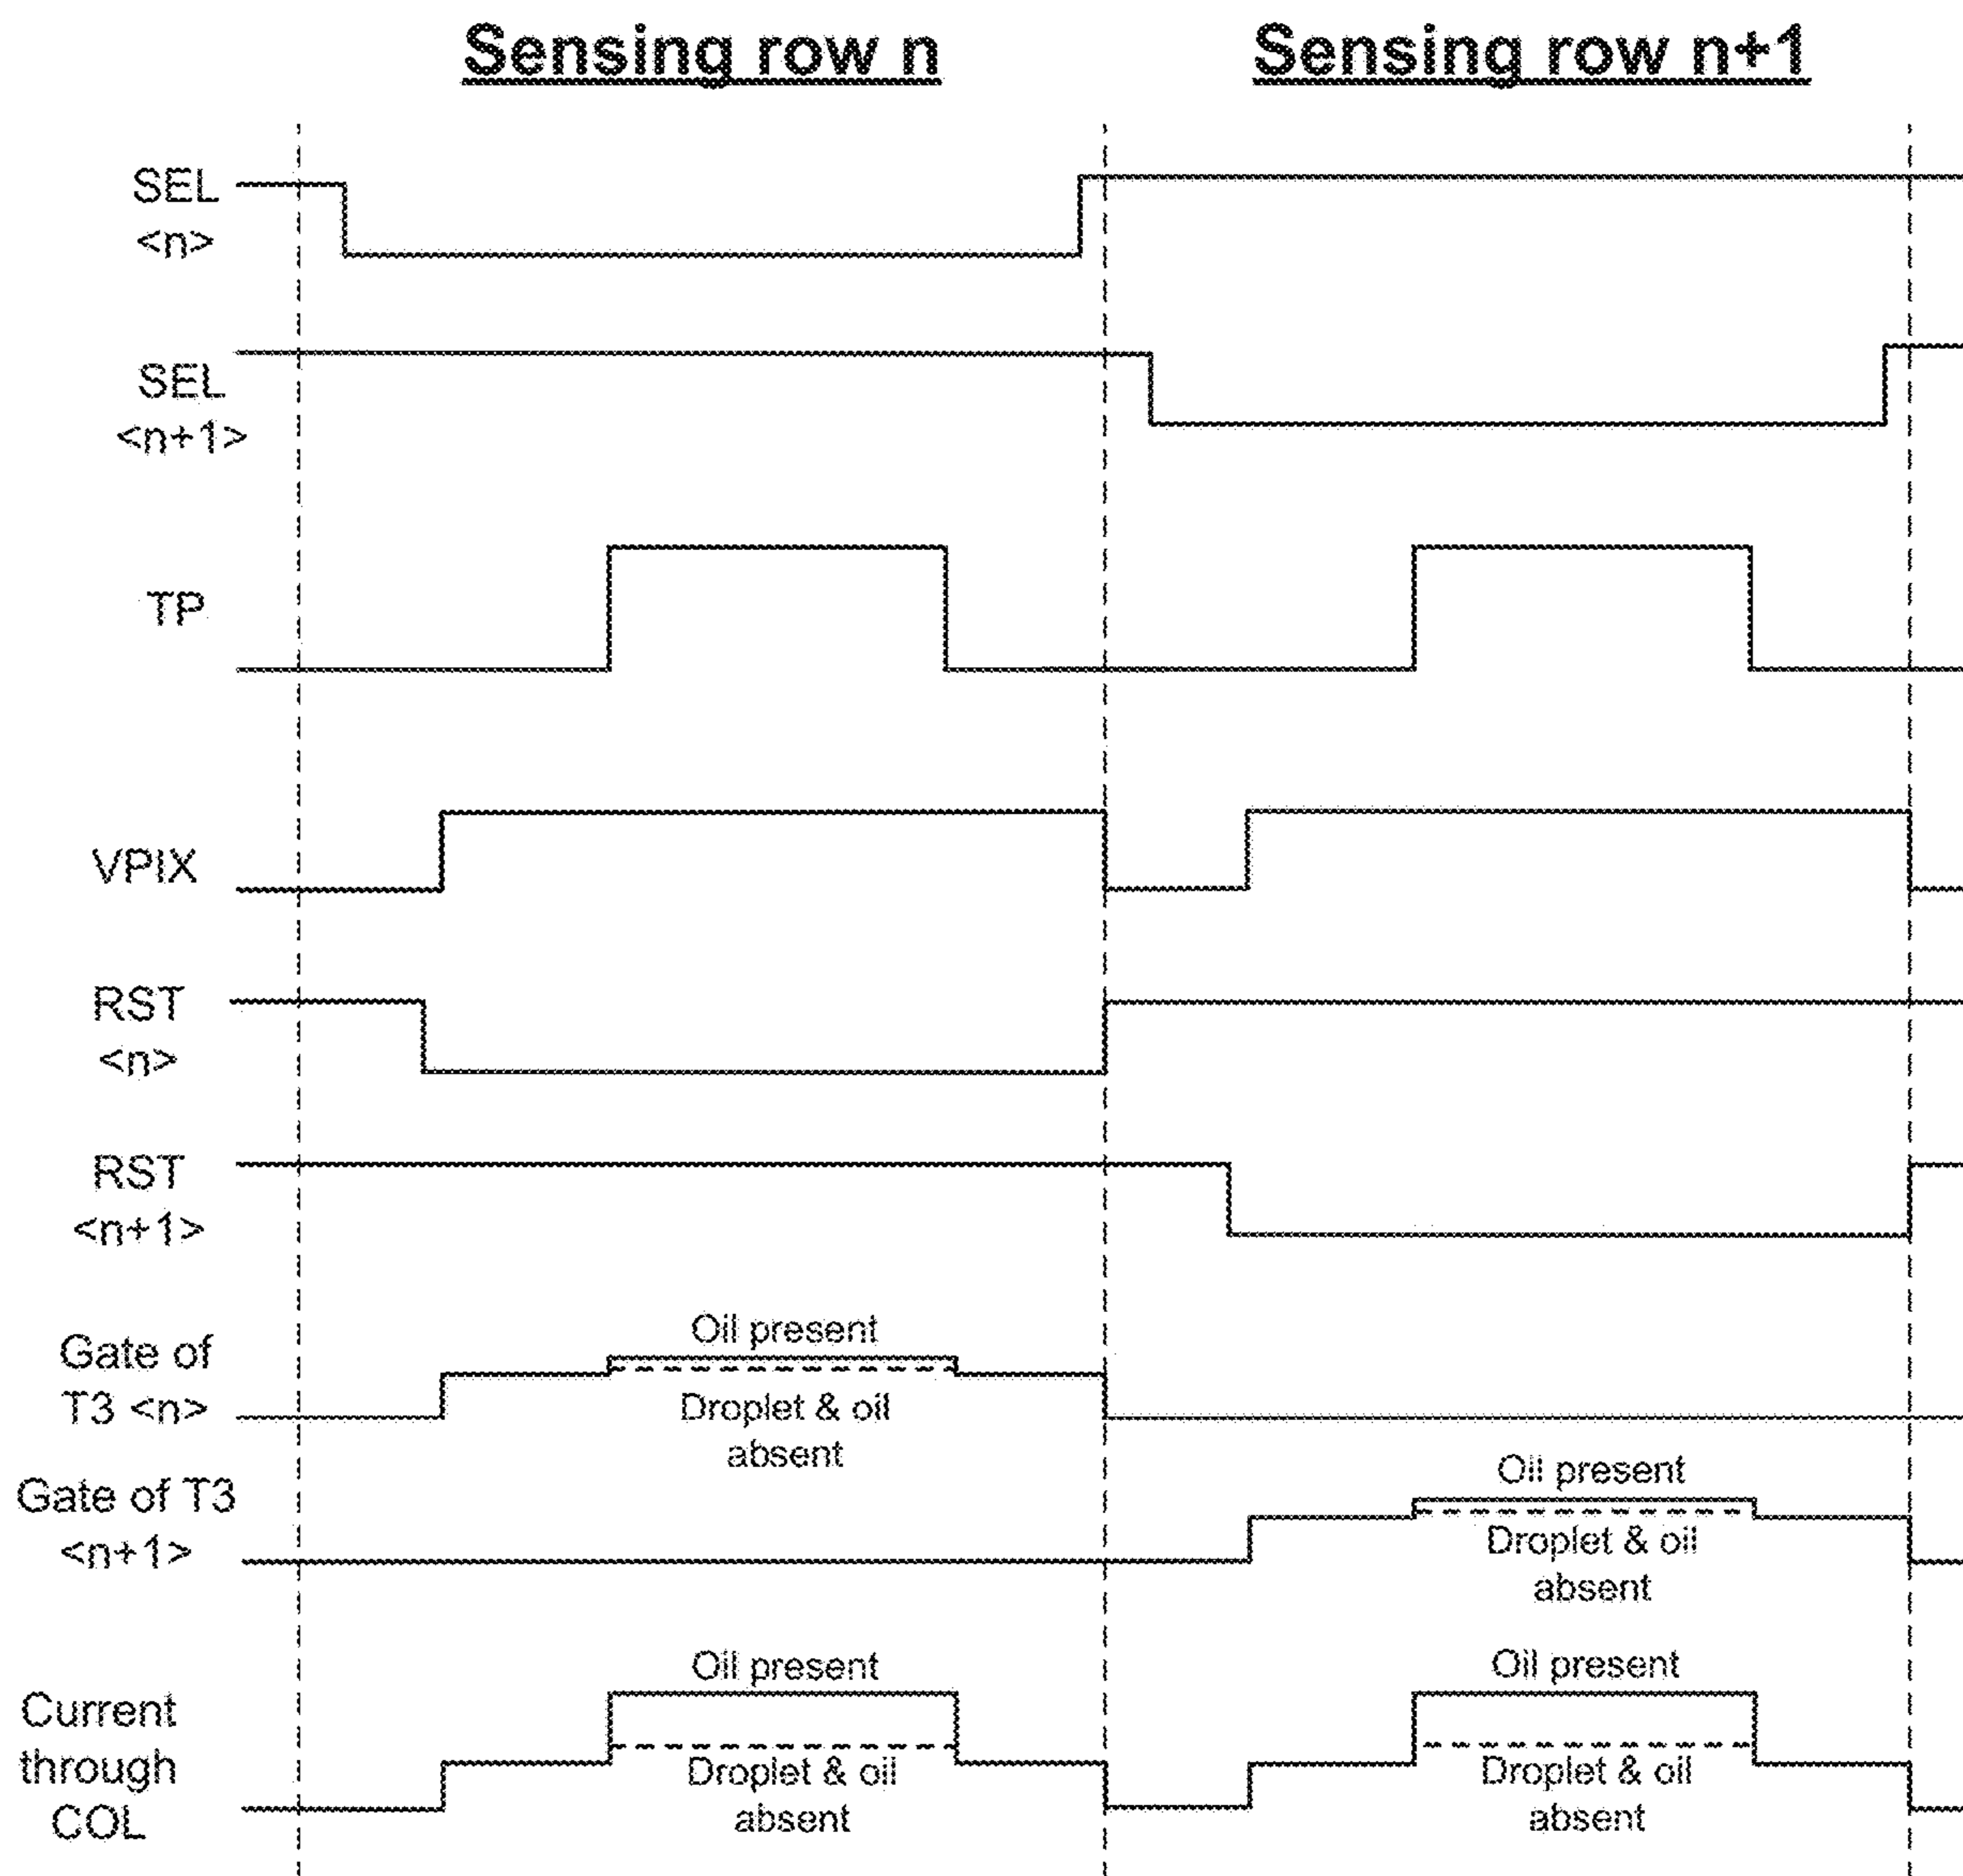 Sensing row n
Sensing row n+1
SEL
<n>
SEL
<n+1>
TP
VPIX
RST
<n>
RST
<n+1>
Gate of
T3 <n>
Oil present
Droplet & oil
absent
Gate of T3
<n+1>
Oil present
Droplet & oil
absent
Current
through
COL
Oil present
Droplet & oil
absent
Oil present
Droplet & oil
absent